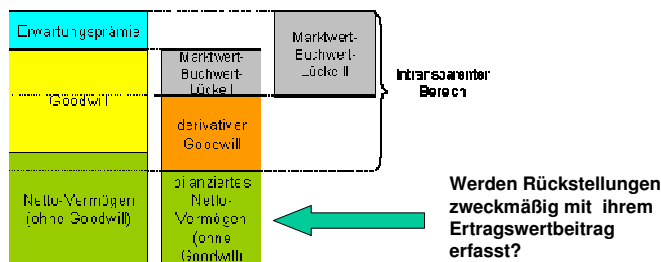 Erwartungsprämie
Goodwill
Netto-Vermögen
(ohne Goodwill)
Marktwert-
Buchwert-
Lücke I
derivativer
Goodwill
bilanziertes
Netto-
Vermögen
(ohne
Goodwill)
Marktwert-
Buchwert-
Lücke II
Intransparenter
Bereich
Werden Rückstellungen
zweckmäßig mit ihrem
Ertragswertbeitrag
erfasst?